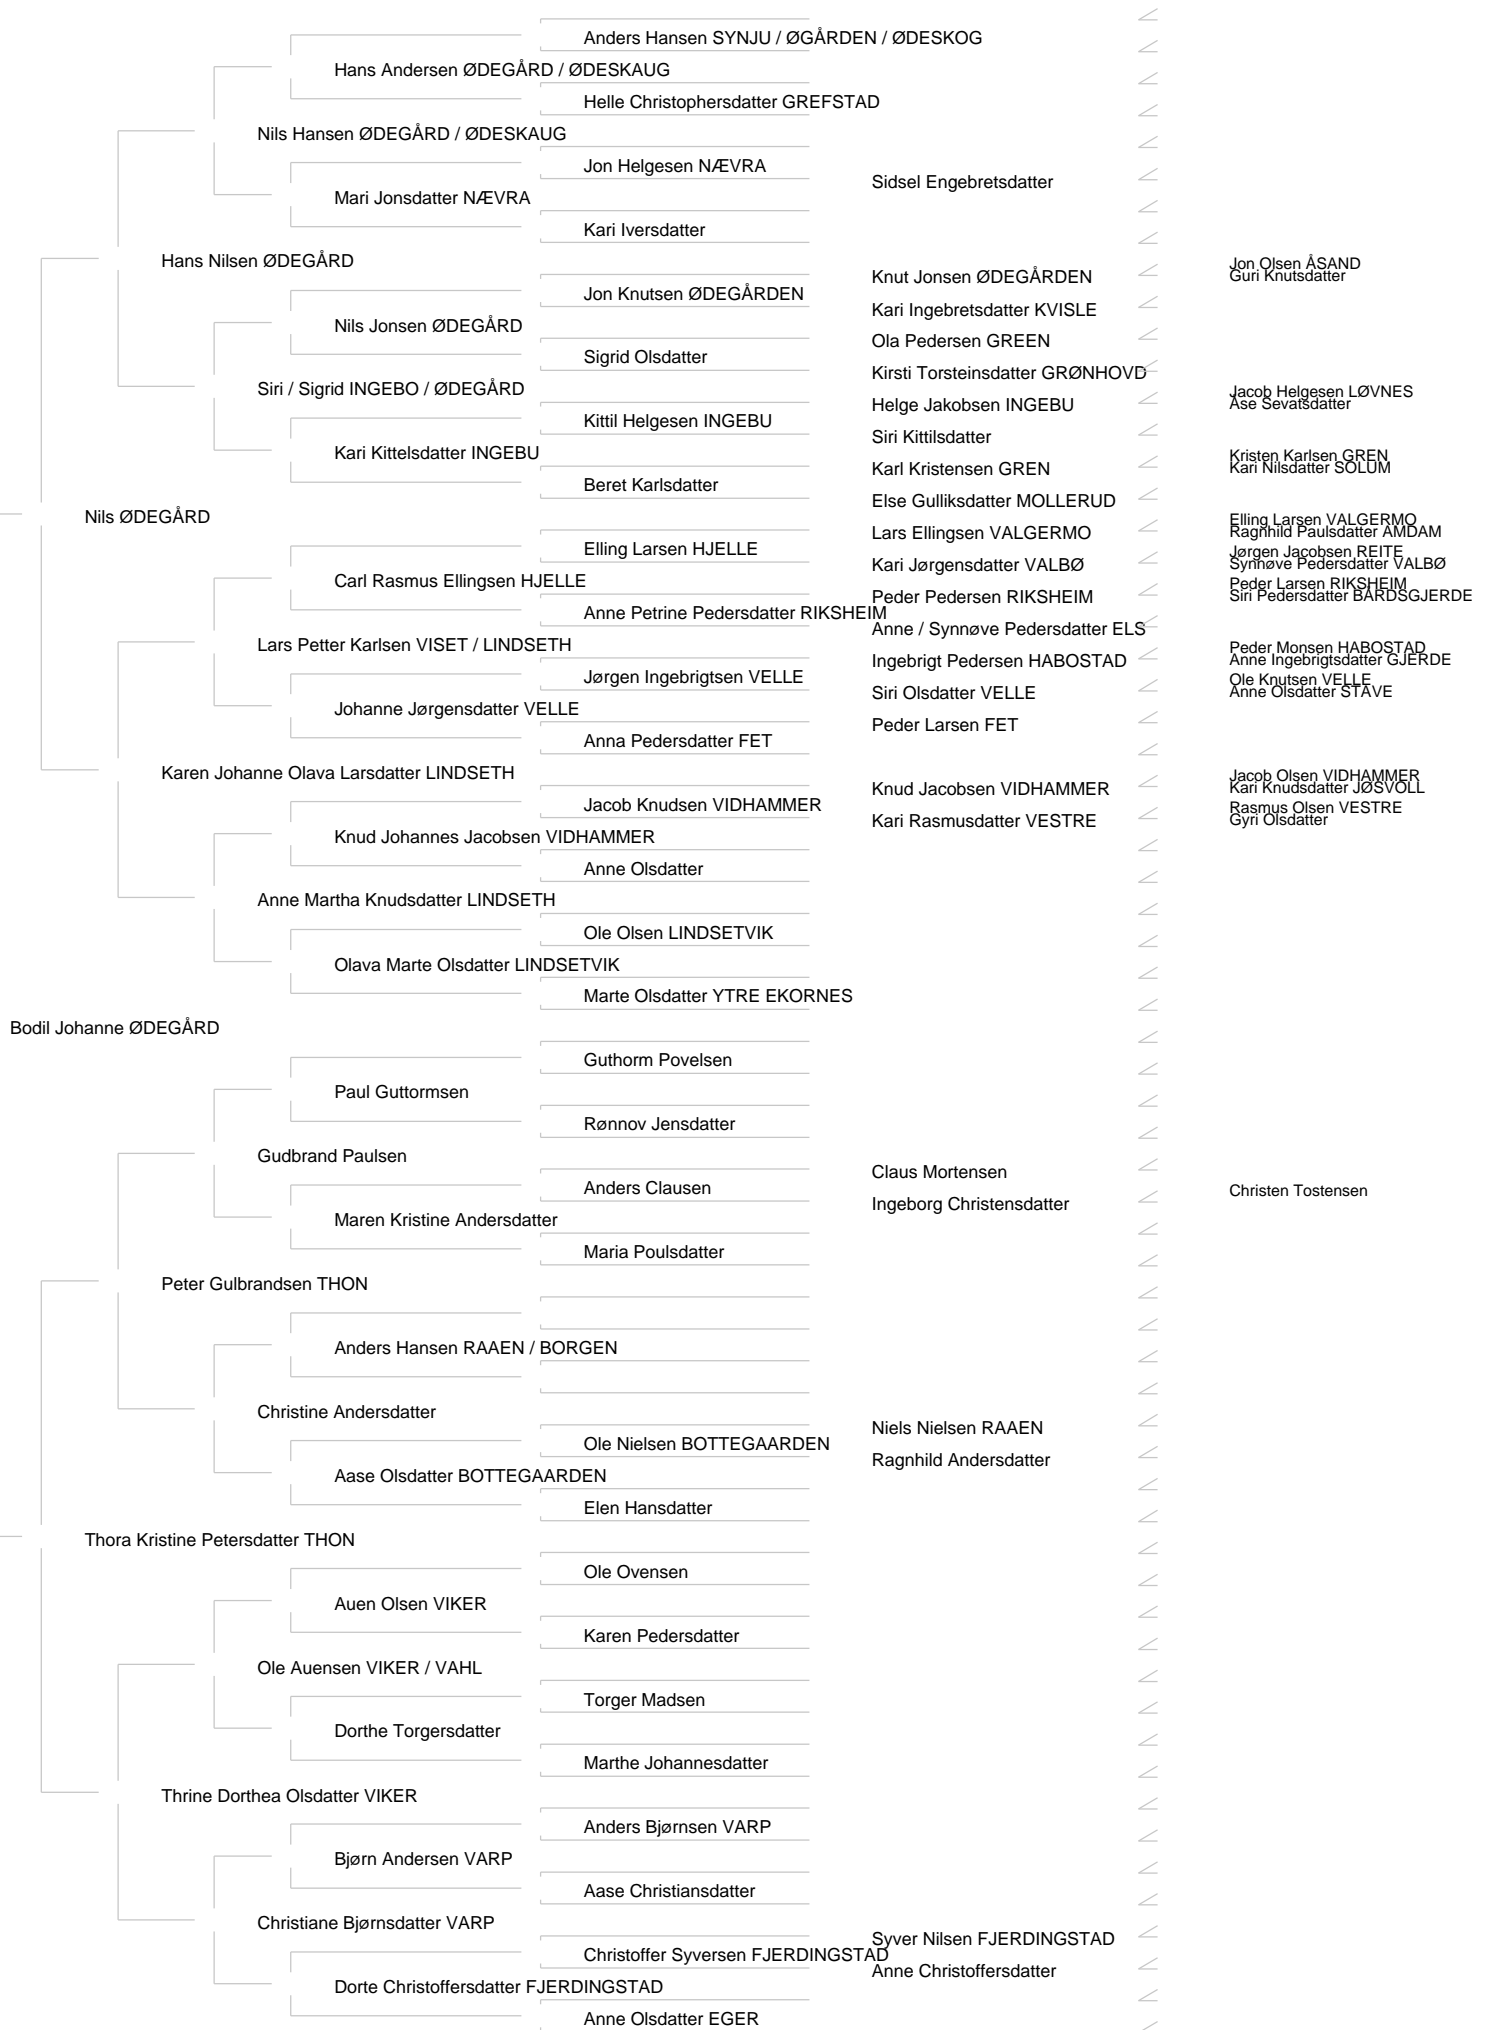 Anders Hansen SYNJU / ØGÅRDEN / ØDESKOG
Hans Andersen ØDEGÅRD / ØDESKAUG
Helle Christophersdatter GREFSTAD
Nils Hansen ØDEGÅRD / ØDESKAUG
Jon Helgesen NÆVRA
Sidsel Engebretsdatter
Mari Jonsdatter NÆVRA
Kari Iversdatter
Hans Nilsen ØDEGÅRD
Jon Olsen ÅSAND
Guri Knutsdatter
Knut Jonsen ØDEGÅRDEN
Jon Knutsen ØDEGÅRDEN
Kari Ingebretsdatter KVISLE
Nils Jonsen ØDEGÅRD
Ola Pedersen GREEN
Sigrid Olsdatter
Kirsti Torsteinsdatter GRØNHOVD
Siri / Sigrid INGEBO / ØDEGÅRD
Jacob Helgesen LØVNES
Åse Sevatsdatter
Helge Jakobsen INGEBU
Kittil Helgesen INGEBU
Siri Kittilsdatter
Kari Kittelsdatter INGEBU
Kristen Karlsen GREN
Kari Nilsdatter SOLUM
Karl Kristensen GREN
Beret Karlsdatter
Else Gulliksdatter MOLLERUD
Nils ØDEGÅRD
Elling Larsen VALGERMO
Ragnhild Paulsdatter AMDAM
Lars Ellingsen VALGERMO
Elling Larsen HJELLE
Jørgen Jacobsen REITE
Synnøve Pedersdatter VALBØ
Kari Jørgensdatter VALBØ
Carl Rasmus Ellingsen HJELLE
Peder Larsen RIKSHEIM
Siri Pedersdatter BÅRDSGJERDE
Peder Pedersen RIKSHEIM
Anne Petrine Pedersdatter RIKSHEIM
Anne / Synnøve Pedersdatter ELS
Lars Petter Karlsen VISET / LINDSETH
Peder Monsen HABOSTAD
Anne Ingebrigtsdatter GJERDE
Ingebrigt Pedersen HABOSTAD
Jørgen Ingebrigtsen VELLE
Ole Knutsen VELLE
Anne Olsdatter STAVE
Siri Olsdatter VELLE
Johanne Jørgensdatter VELLE
Peder Larsen FET
Anna Pedersdatter FET
Karen Johanne Olava Larsdatter LINDSETH
Jacob Olsen VIDHAMMER
Kari Knudsdatter JØSVOLL
Knud Jacobsen VIDHAMMER
Jacob Knudsen VIDHAMMER
Rasmus Olsen VESTRE
Gyri Olsdatter
Kari Rasmusdatter VESTRE
Knud Johannes Jacobsen VIDHAMMER
Anne Olsdatter
Anne Martha Knudsdatter LINDSETH
Ole Olsen LINDSETVIK
Olava Marte Olsdatter LINDSETVIK
Marte Olsdatter YTRE EKORNES
Bodil Johanne ØDEGÅRD
Guthorm Povelsen
Paul Guttormsen
Rønnov Jensdatter
Gudbrand Paulsen
Claus Mortensen
Anders Clausen
Ingeborg Christensdatter
Christen Tostensen
Maren Kristine Andersdatter
Maria Poulsdatter
Peter Gulbrandsen THON
Anders Hansen RAAEN / BORGEN
Christine Andersdatter
Niels Nielsen RAAEN
Ole Nielsen BOTTEGAARDEN
Ragnhild Andersdatter
Aase Olsdatter BOTTEGAARDEN
Elen Hansdatter
Thora Kristine Petersdatter THON
Ole Ovensen
Auen Olsen VIKER
Karen Pedersdatter
Ole Auensen VIKER / VAHL
Torger Madsen
Dorthe Torgersdatter
Marthe Johannesdatter
Thrine Dorthea Olsdatter VIKER
Anders Bjørnsen VARP
Bjørn Andersen VARP
Aase Christiansdatter
Christiane Bjørnsdatter VARP
Syver Nilsen FJERDINGSTAD
Christoffer Syversen FJERDINGSTAD
Anne Christoffersdatter
Dorte Christoffersdatter FJERDINGSTAD
Anne Olsdatter EGER